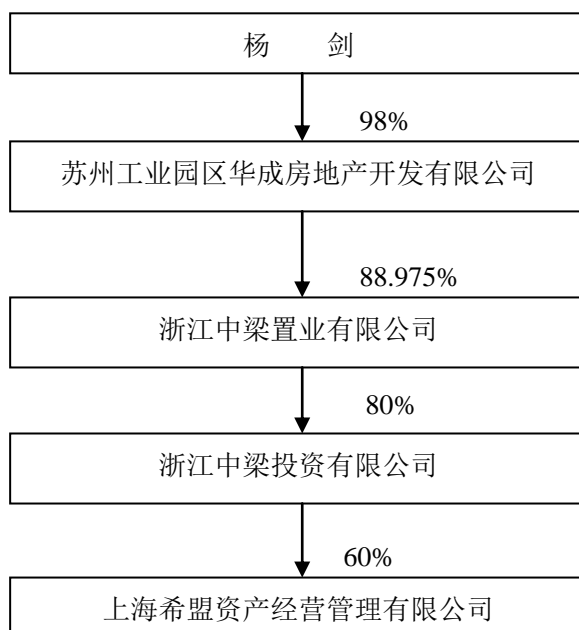 杨 剑
98%
苏州工业园区华成房地产开发有限公司
88.975%
浙江中梁置业有限公司
80%
浙江中梁投资有限公司
60%
上海希盟资产经营管理有限公司